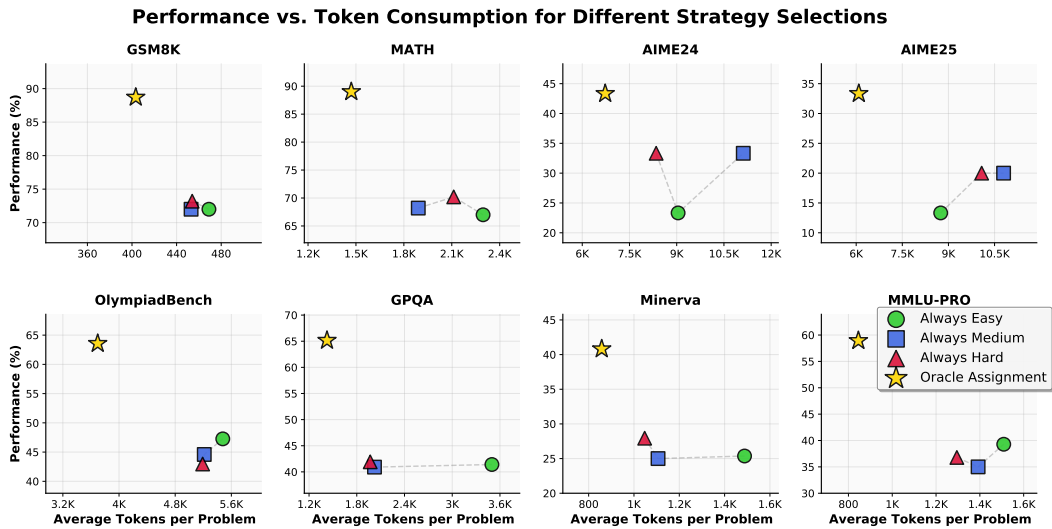 Performance vs. Token Consumption for Different Strategy Selections
GSM8K
MATH
AIME24
AIME25
Performance (%)
90
85
80
75
70
360 400 440 480
90
85
80
75
70
65
1.2K 1.5K 1.8K 2.1K 2.4K
45
40
35
30
25
20
6K 7.5K 9K 10.5K 12K
35
30
25
20
15
10
6K 7.5K 9K 10.5K
OlympiadBench
GPQA
Minerva
MMLU-PRO
Performance (%)
65
60
55
50
45
40
3.2K 4K 4.8K 5.6K
Average Tokens per Problem
70
65
60
55
50
45
40
1.2K 1.8K 2.4K 3K 3.6K
Average Tokens per Problem
45
40
35
30
25
20
800 1K 1.2K 1.4K 1.6K
Average Tokens per Problem
60
55
50
45
40
35
30
800 1K 1.2K 1.4K 1.6K
Average Tokens per Problem
Always Easy
Always Medium
Always Hard
Oracle Assignment